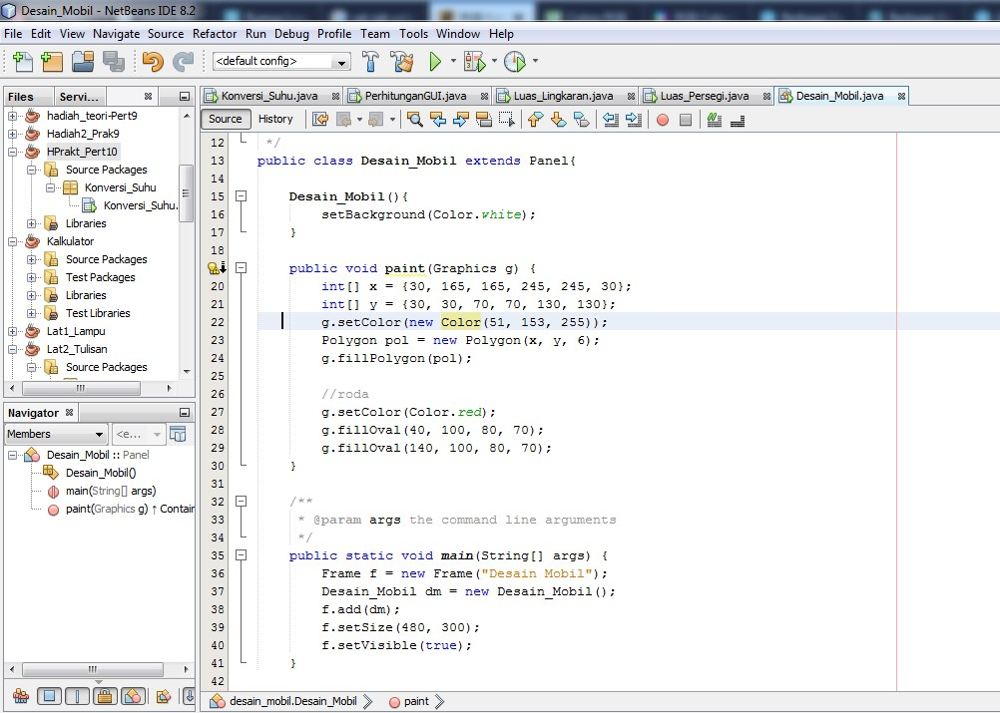 Desain_Mobil - NetBeans IDE 8.2
File Edit View Navigate Source Refactor Run Debug Profile Team Tools Window Help
<default config>
Files Servi...
hadiah_teori-Pert9
Hadiah2_Prak9
HPrakt_Pert10
Source Packages
Konversi_Suhu
Konversi_Suhu.
Libraries
Kalkulator
Source Packages
Test Packages
Libraries
Test Libraries
Lat1_Lampu
Lat2_Tulisan
Source Packages
Navigator
Members <e...
Desain_Mobil :: Panel
Desain_Mobil()
main(String[] args)
paint(Graphics g) ↑ Contain
Konversi_Suhu.java PerhitunganGUI.java Luas_Lingkaran.java Luas_Persegi.java Desain_Mobil.java
Source History
12 */
13 public class Desain_Mobil extends Panel{
14
15 Desain_Mobil(){
16 setBackground(Color.white);
17 }
18
public void paint(Graphics g) {
20 int[] x = {30, 165, 165, 245, 245, 30};
21 int[] y = {30, 30, 70, 70, 130, 130};
22 g.setColor(new Color(51, 153, 255));
23 Polygon pol = new Polygon(x, y, 6);
24 g.fillPolygon(pol);
25
26 //roda
27 g.setColor(Color.red);
28 g.fillOval(40, 100, 80, 70);
29 g.fillOval(140, 100, 80, 70);
30 }
31
32 /**
33 * @param args the command line arguments
34 */
35 public static void main(String[] args) {
36 Frame f = new Frame("Desain Mobil");
37 Desain_Mobil dm = new Desain_Mobil();
38 f.add(dm);
39 f.setSize(480, 300);
40 f.setVisible(true);
41 }
42
desain_mobil.Desain_Mobil paint